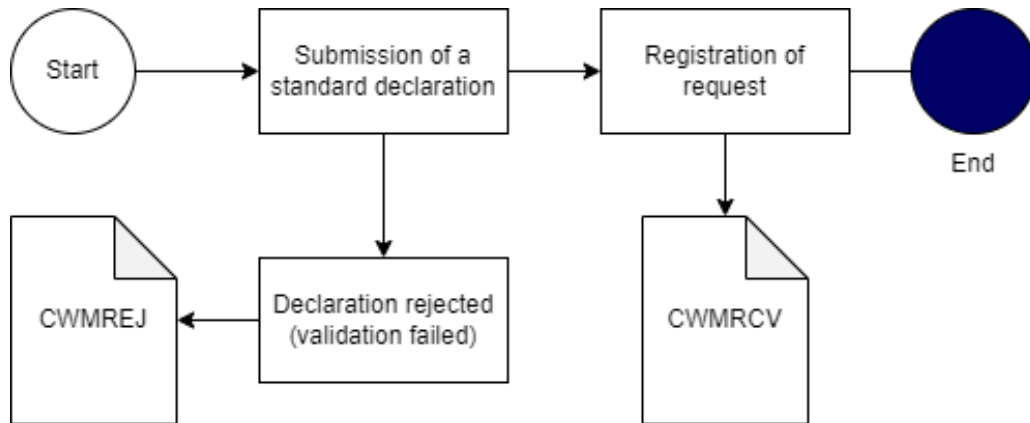 Start
Submission of a
standard declaration
Registration of
request
End
CWMREJ
Declaration rejected
(validation failed)
CWMRCV